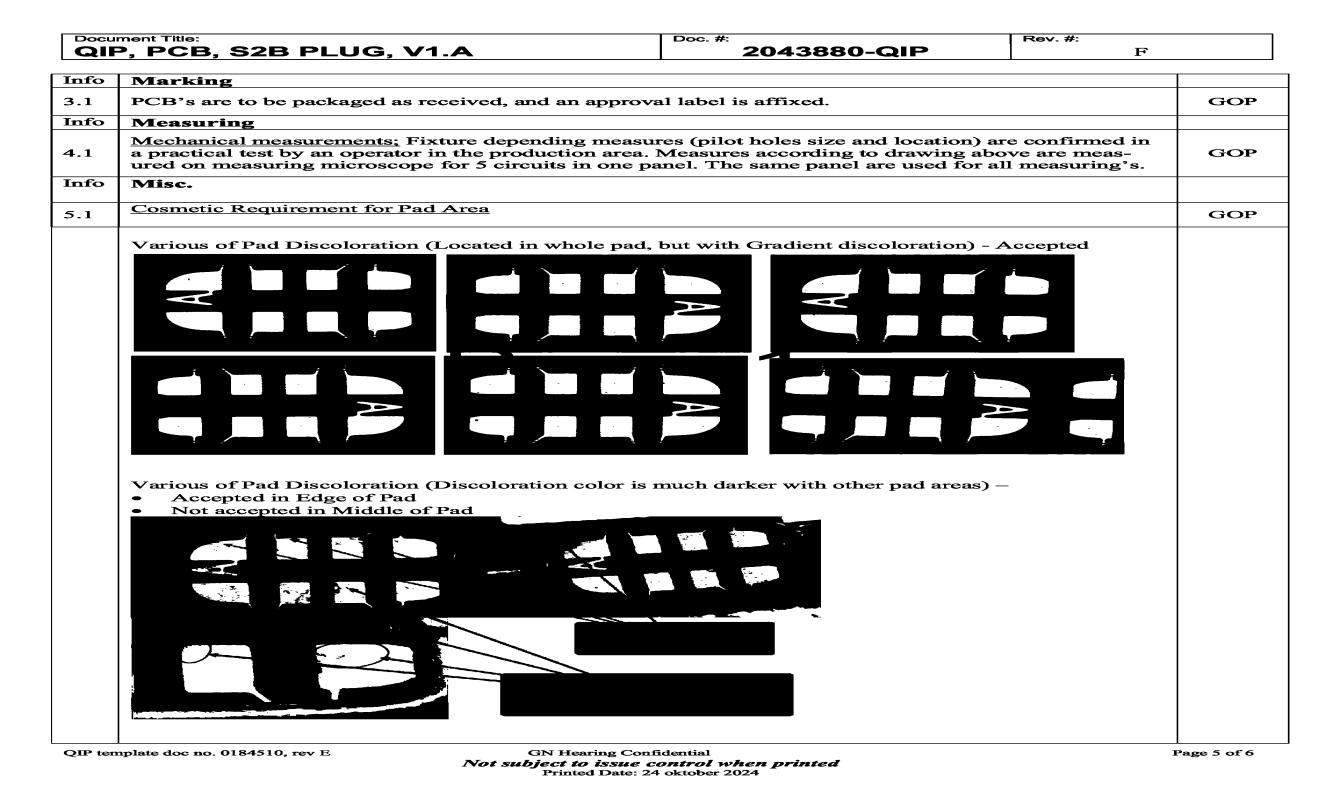 Document Title:
QIP, PCB, S2B PLUG, V1.A
Doc. #:
2043880-QIP
Rev. #:
F
Info Marking
3.1 PCB's are to be packaged as received, and an approval label is affixed. GOP
Info Measuring
4.1 Mechanical measurements; Fixture depending measures (pilot holes size and location) are confirmed in
a practical test by an operator in the production area. Measures according to drawing above are meas-
ured on measuring microscope for 5 circuits in one panel. The same panel are used for all measuring's.
GOP
Info Misc.
5.1 Cosmetic Requirement for Pad Area GOP
Various of Pad Discoloration (Located in whole pad, but with Gradient discoloration) - Accepted
Various of Pad Discoloration (Discoloration color is much darker with other pad areas) –
• Accepted in Edge of Pad
• Not accepted in Middle of Pad
QIP template doc no. 0184510, rev E
GN Hearing Confidential
Page 5 of 6
Not subject to issue control when printed
Printed Date: 24 oktober 2024